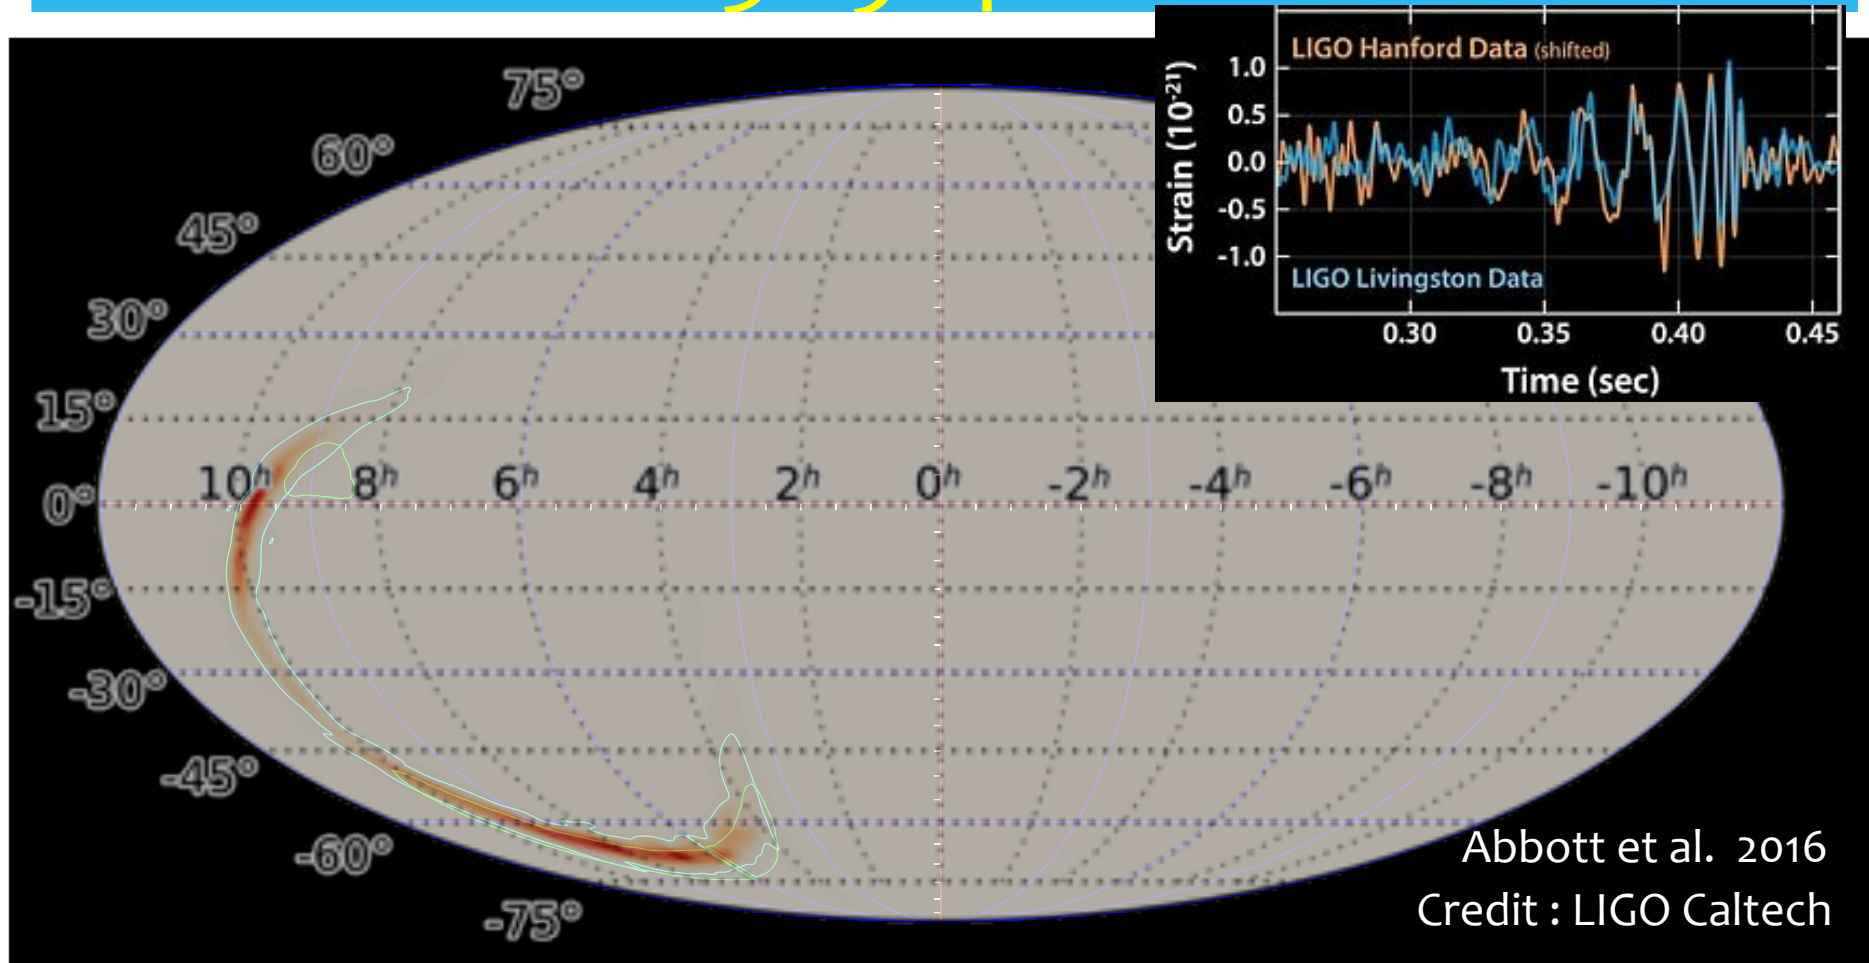 LIGO Hanford Data (shifted)
1.0
0.5
0.0
-0.5
-1.0
Strain (10⁻²¹)
LIGO Livingston Data
0.30 0.35 0.40 0.45
Time (sec)
75°
60°
45°
30°
15°
10ʰ 8ʰ 6ʰ 4ʰ 2ʰ 0ʰ -2ʰ -4ʰ -6ʰ -8ʰ -10ʰ
0°
-15°
-30°
-45°
-60°
-75°
Abbott et al. 2016
Credit : LIGO Caltech